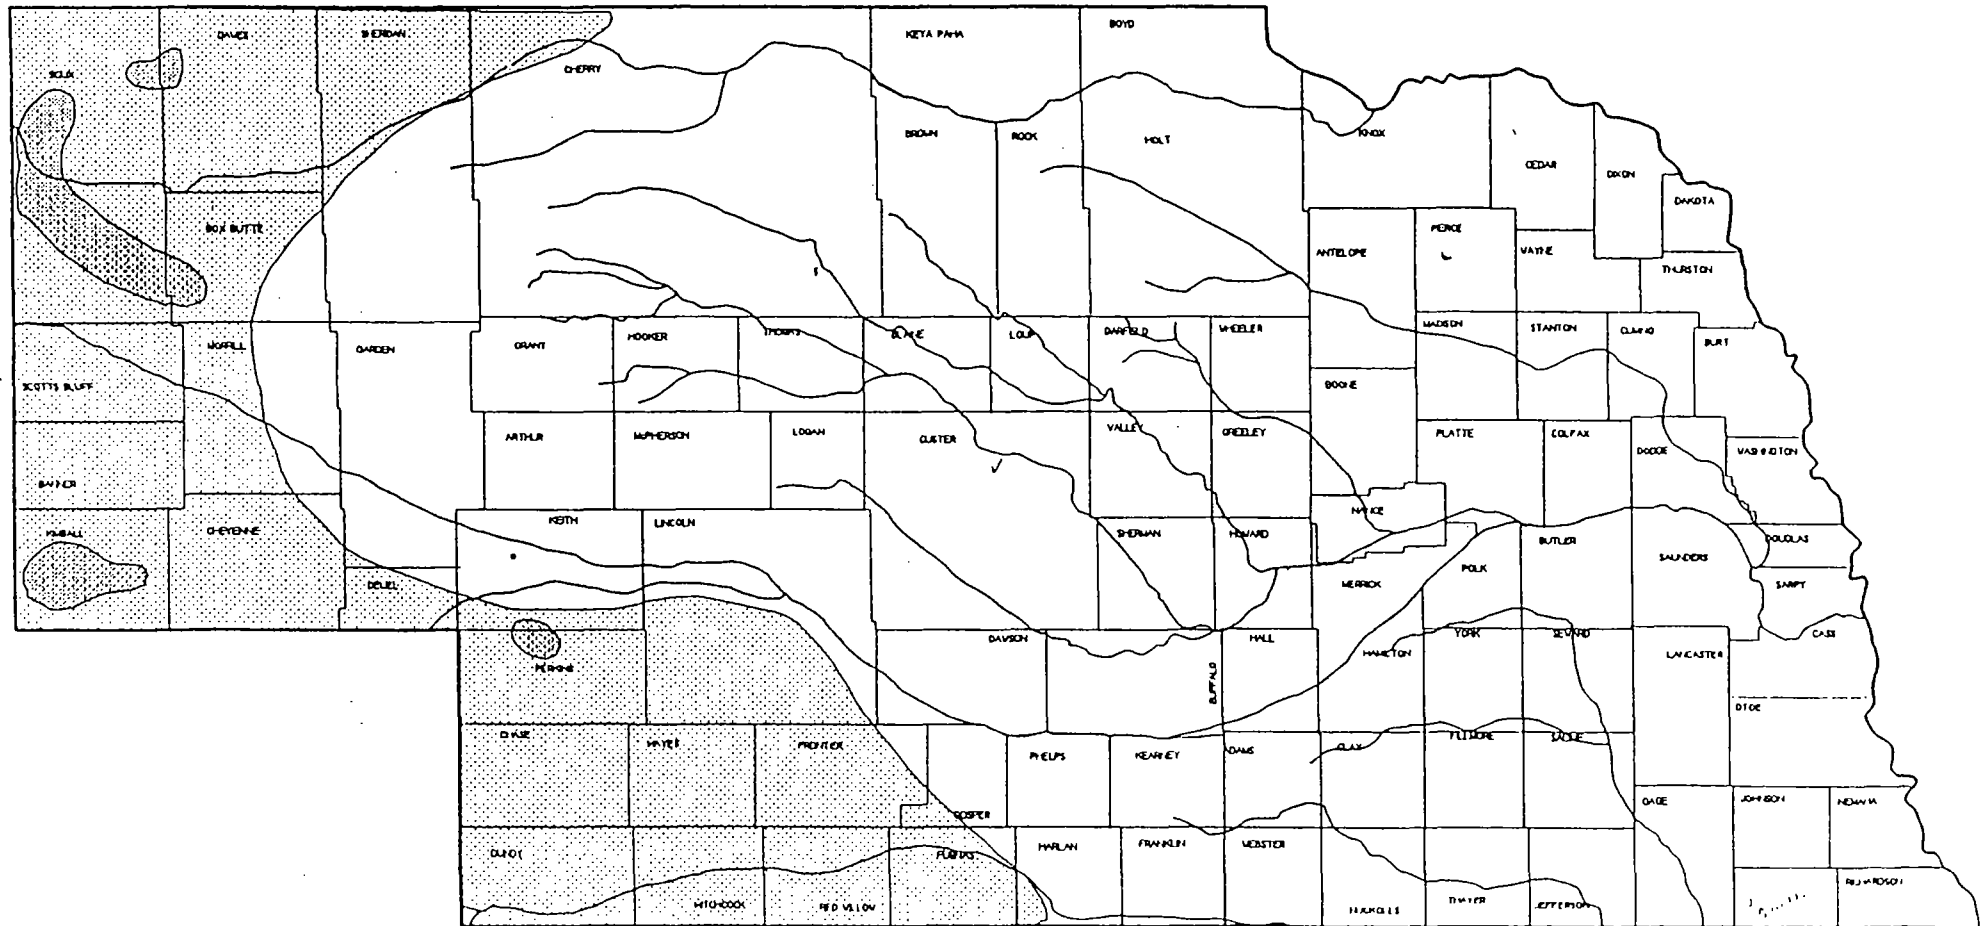 BOYD
DAWES
SHERIDAN
KEYA PAHA
CHERRY
SIOUX
KNOX
BROWN
ROCK
HOLT
CEDAR
DIXON
DAKOTA
BOX BUTTE
PIERCE
ANTELOPE
WAYNE
THURSTON
MADISON
STANTON
CUMING
GRANT
HOOKER
THOMAS
BLAINE
LOUP
GARFIELD
WHEELER
BURT
MORRILL
GARDEN
SCOTTS BLUFF
BOONE
ARTHUR
McPHERSON
LOGAN
CUSTER
VALLEY
GREELEY
PLATTE
COLFAX
DODGE
WASHINGTON
BANNER
NANCE
KEITH
LINCOLN
KIMBALL
CHEYENNE
SHERMAN
HOWARD
BUTLER
DOUGLAS
SAUNDERS
DEUEL
MERRICK
POLK
SARPY
DAWSON
HALL
YORK
SEWARD
CASS
PERKINS
BUFFALO
HAMILTON
LANCASTER
OTOE
CHASE
HAYES
FRONTIER
PHELPS
KEARNEY
ADAMS
CLAY
FILLMORE
SALINE
GOSPER
GAGE
JOHNSON
NEMAHA
DUNDY
FURNAS
HARLAN
FRANKLIN
WEBSTER
HITCHCOCK
RED WILLOW
NUCKOLLS
THAYER
JEFFERSON
RICHARDSON